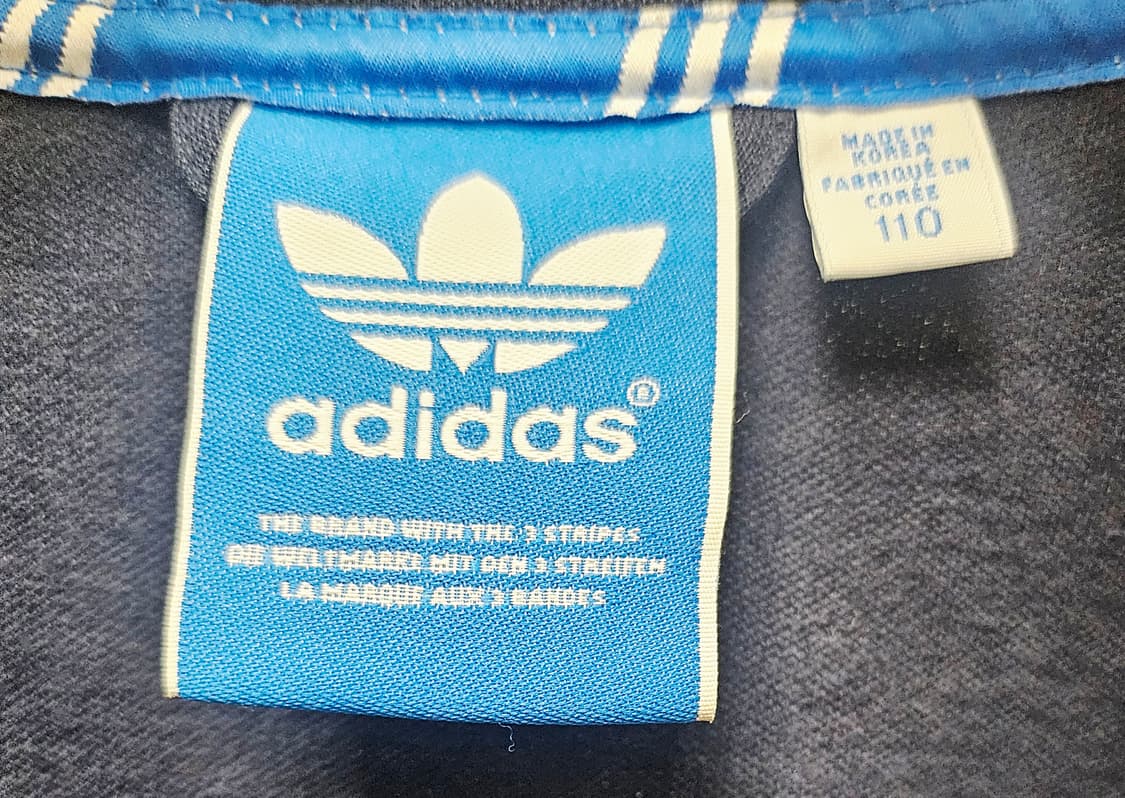 adidas®
THE BRAND WITH THE 3 STRIPES
DIE WELTMARKE MIT DEN 3 STREIFEN
LA MARQUE AUX 3 BANDES
MADE IN
KOREA
FABRIQUÉ EN
CORÉE
110